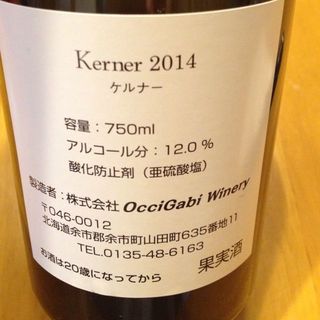 Kerner 2014
ケルナー
容量：750ml
アルコール分：12.0 %
酸化防止剤（亜硫酸塩）
製造者：株式会社 OcciGabi Winery
〒046-0012
北海道余市郡余市町山田町635番地11
TEL.0135-48-6163
果実酒
お酒は20歳になってから